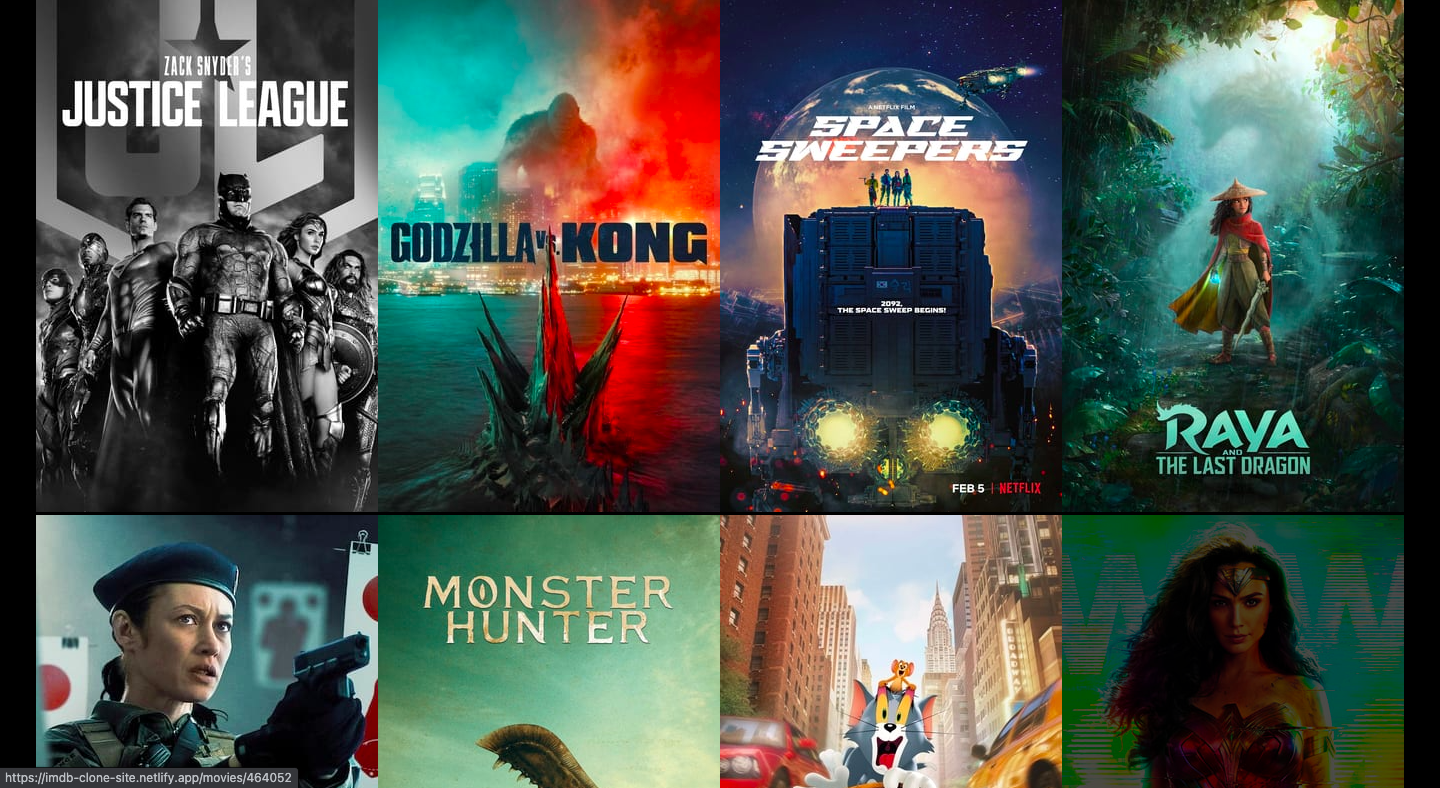 ZACK SNYDER'S
JUSTICE LEAGUE
GODZILLA vs. KONG
A NETFLIX FILM
SPACE
SWEEPERS
2092,
THE SPACE SWEEP BEGINS!
FEB 5 | NETFLIX
RAYA
AND
THE LAST DRAGON
MONSTER
HUNTER
WW
https://imdb-clone-site.netlify.app/movies/464052